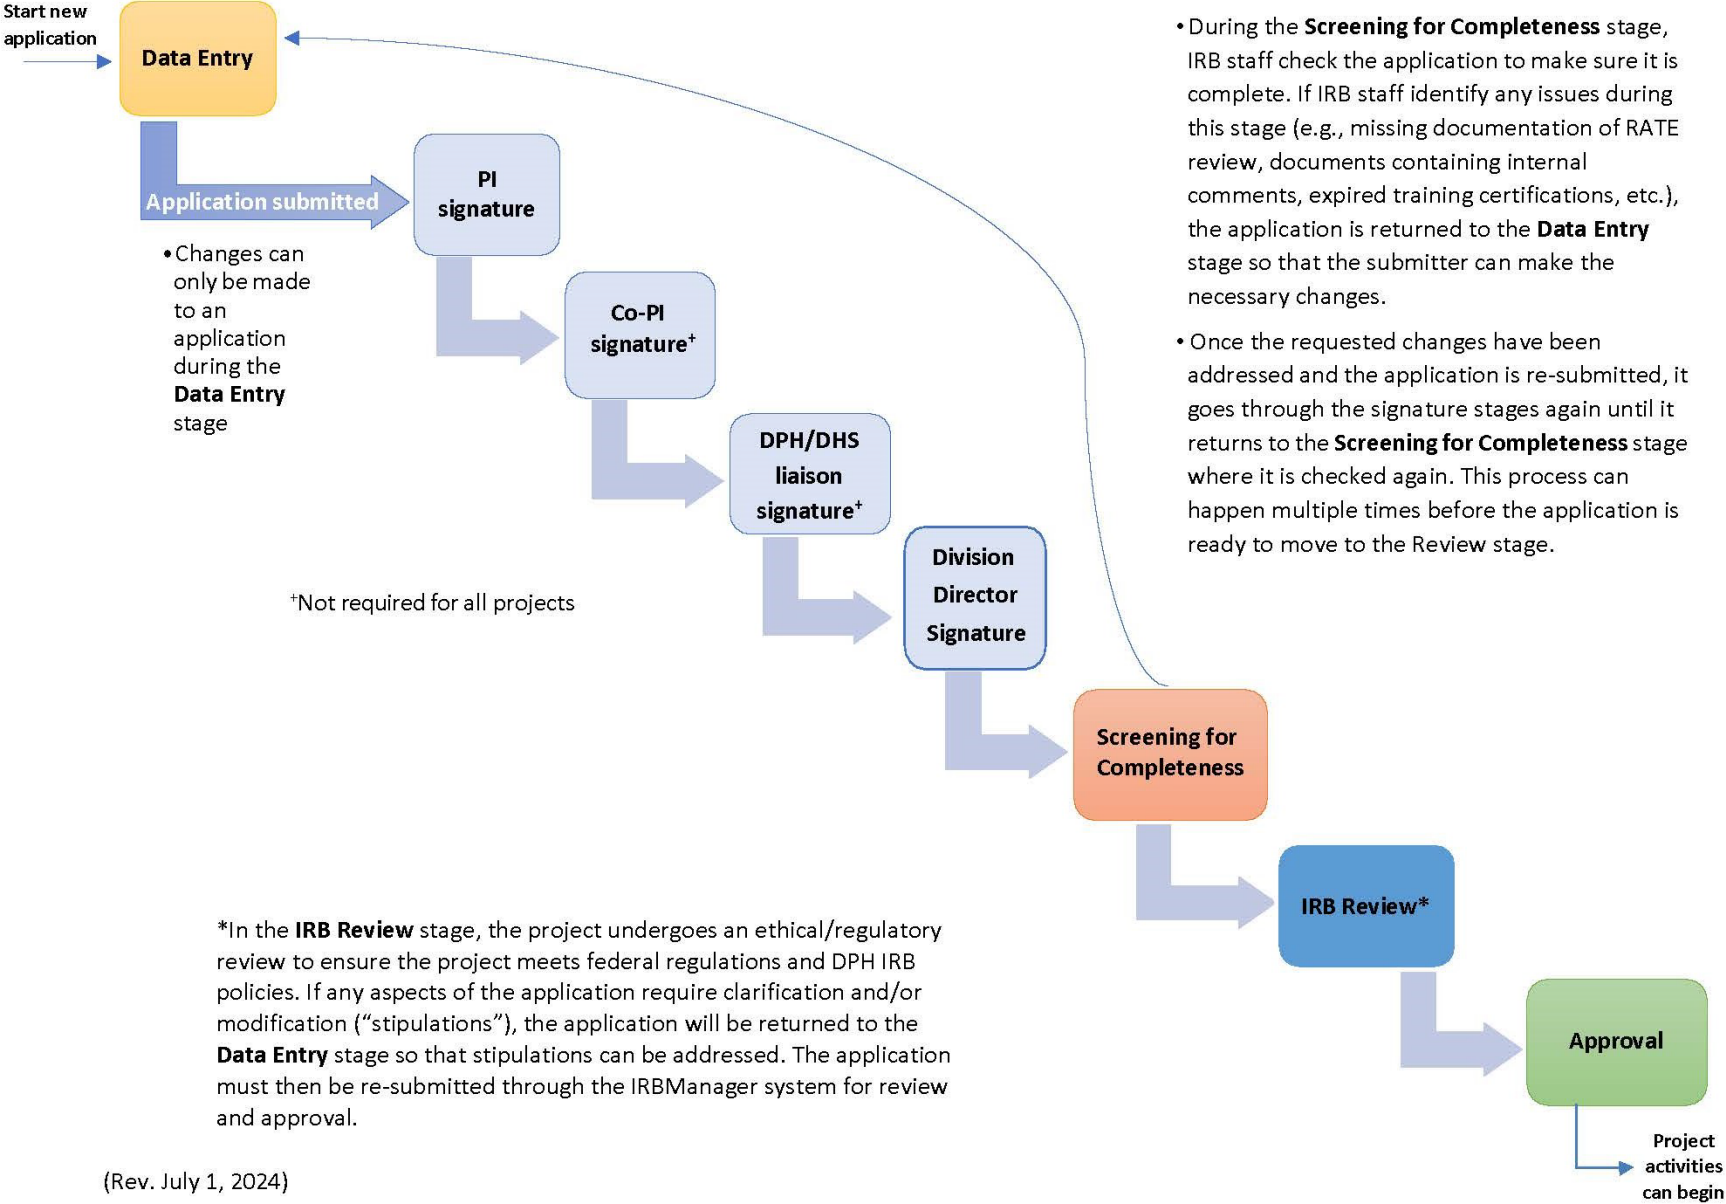 Start new
application
Data Entry
Application submitted
•Changes can
only be made
to an
application
during the
Data Entry
stage
PI
signature
Co-PI
signature⁺
DPH/DHS
liaison
signature⁺
Division
Director
Signature
⁺Not required for all projects
Screening for
Completeness
IRB Review*
Approval
Project
activities
can begin
• During the Screening for Completeness stage,
IRB staff check the application to make sure it is
complete. If IRB staff identify any issues during
this stage (e.g., missing documentation of RATE
review, documents containing internal
comments, expired training certifications, etc.),
the application is returned to the Data Entry
stage so that the submitter can make the
necessary changes.
• Once the requested changes have been
addressed and the application is re-submitted, it
goes through the signature stages again until it
returns to the Screening for Completeness stage
where it is checked again. This process can
happen multiple times before the application is
ready to move to the Review stage.
*In the IRB Review stage, the project undergoes an ethical/regulatory
review to ensure the project meets federal regulations and DPH IRB
policies. If any aspects of the application require clarification and/or
modification (“stipulations”), the application will be returned to the
Data Entry stage so that stipulations can be addressed. The application
must then be re-submitted through the IRBManager system for review
and approval.
(Rev. July 1, 2024)